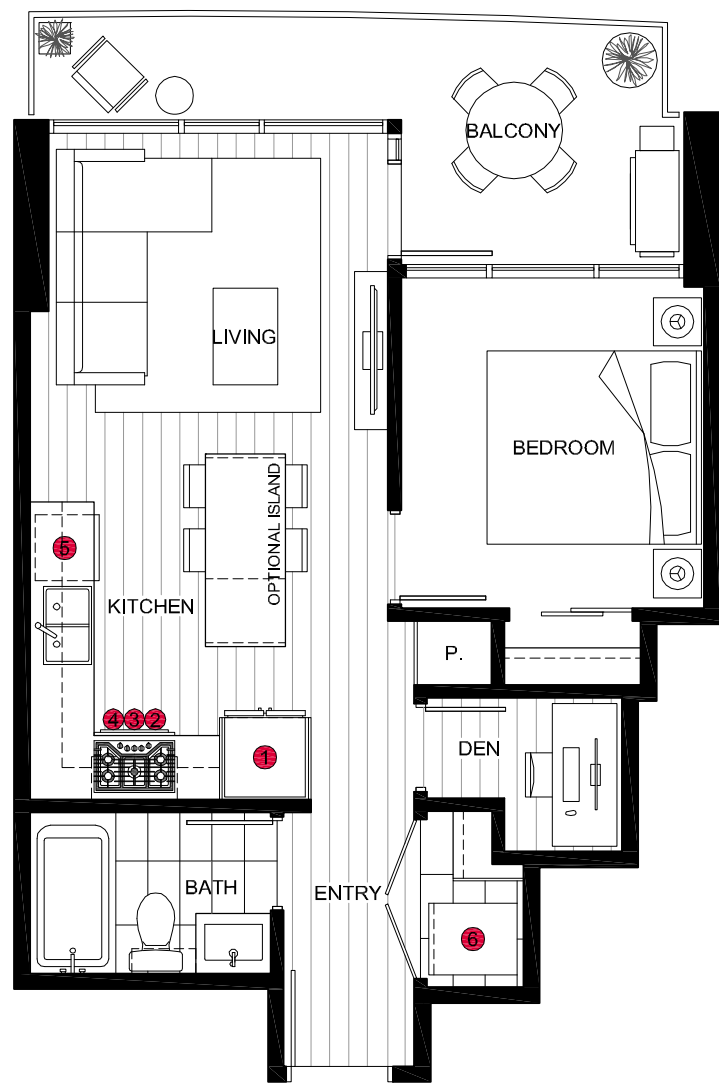 BALCONY
LIVING
BEDROOM
OPTIONAL ISLAND
5
KITCHEN
P.
4 3 2
1
DEN
BATH
ENTRY
6